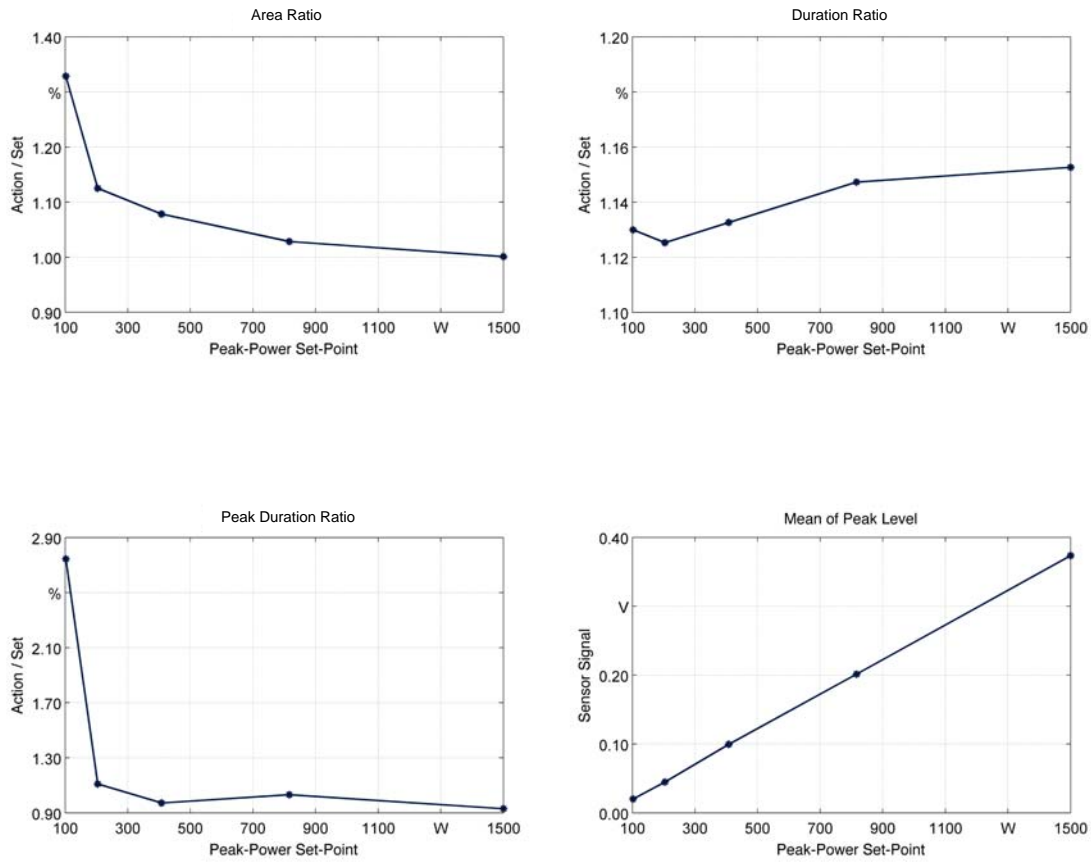 Area Ratio
1.40
%
1.20
1.10
1.00
0.90
Action / Set
100 300 500 700 900 1100 W 1500
Peak-Power Set-Point
Duration Ratio
1.20
%
1.16
1.14
1.12
1.10
Action / Set
100 300 500 700 900 1100 W 1500
Peak-Power Set-Point
Peak Duration Ratio
2.90
%
2.10
1.70
1.30
0.90
Action / Set
100 300 500 700 900 1100 W 1500
Peak-Power Set-Point
Mean of Peak Level
0.40
V
0.20
0.10
0.00
Sensor Signal
100 300 500 700 900 1100 W 1500
Peak-Power Set-Point